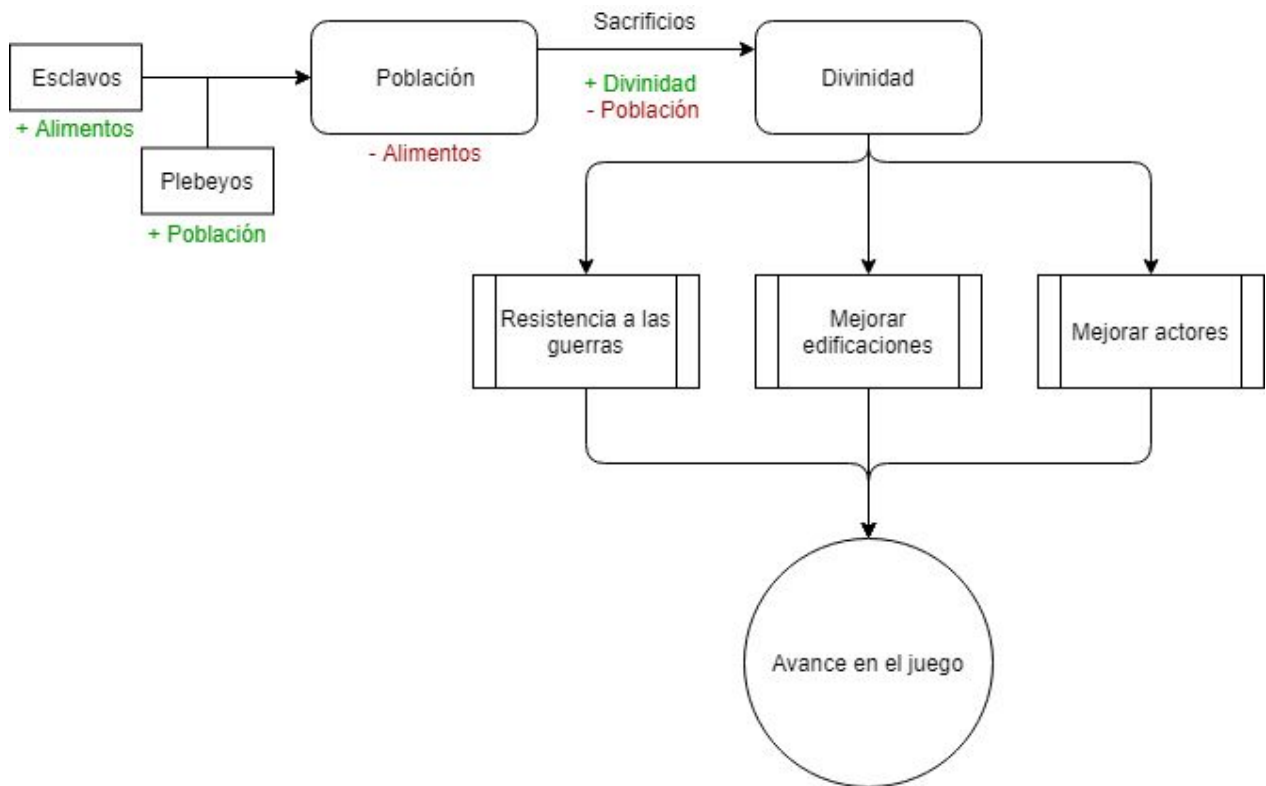 Sacrificios
Esclavos
Población
Divinidad
+ Divinidad
- Población
+ Alimentos
- Alimentos
Plebeyos
+ Población
Resistencia a las
guerras
Mejorar
edificaciones
Mejorar actores
Avance en el juego